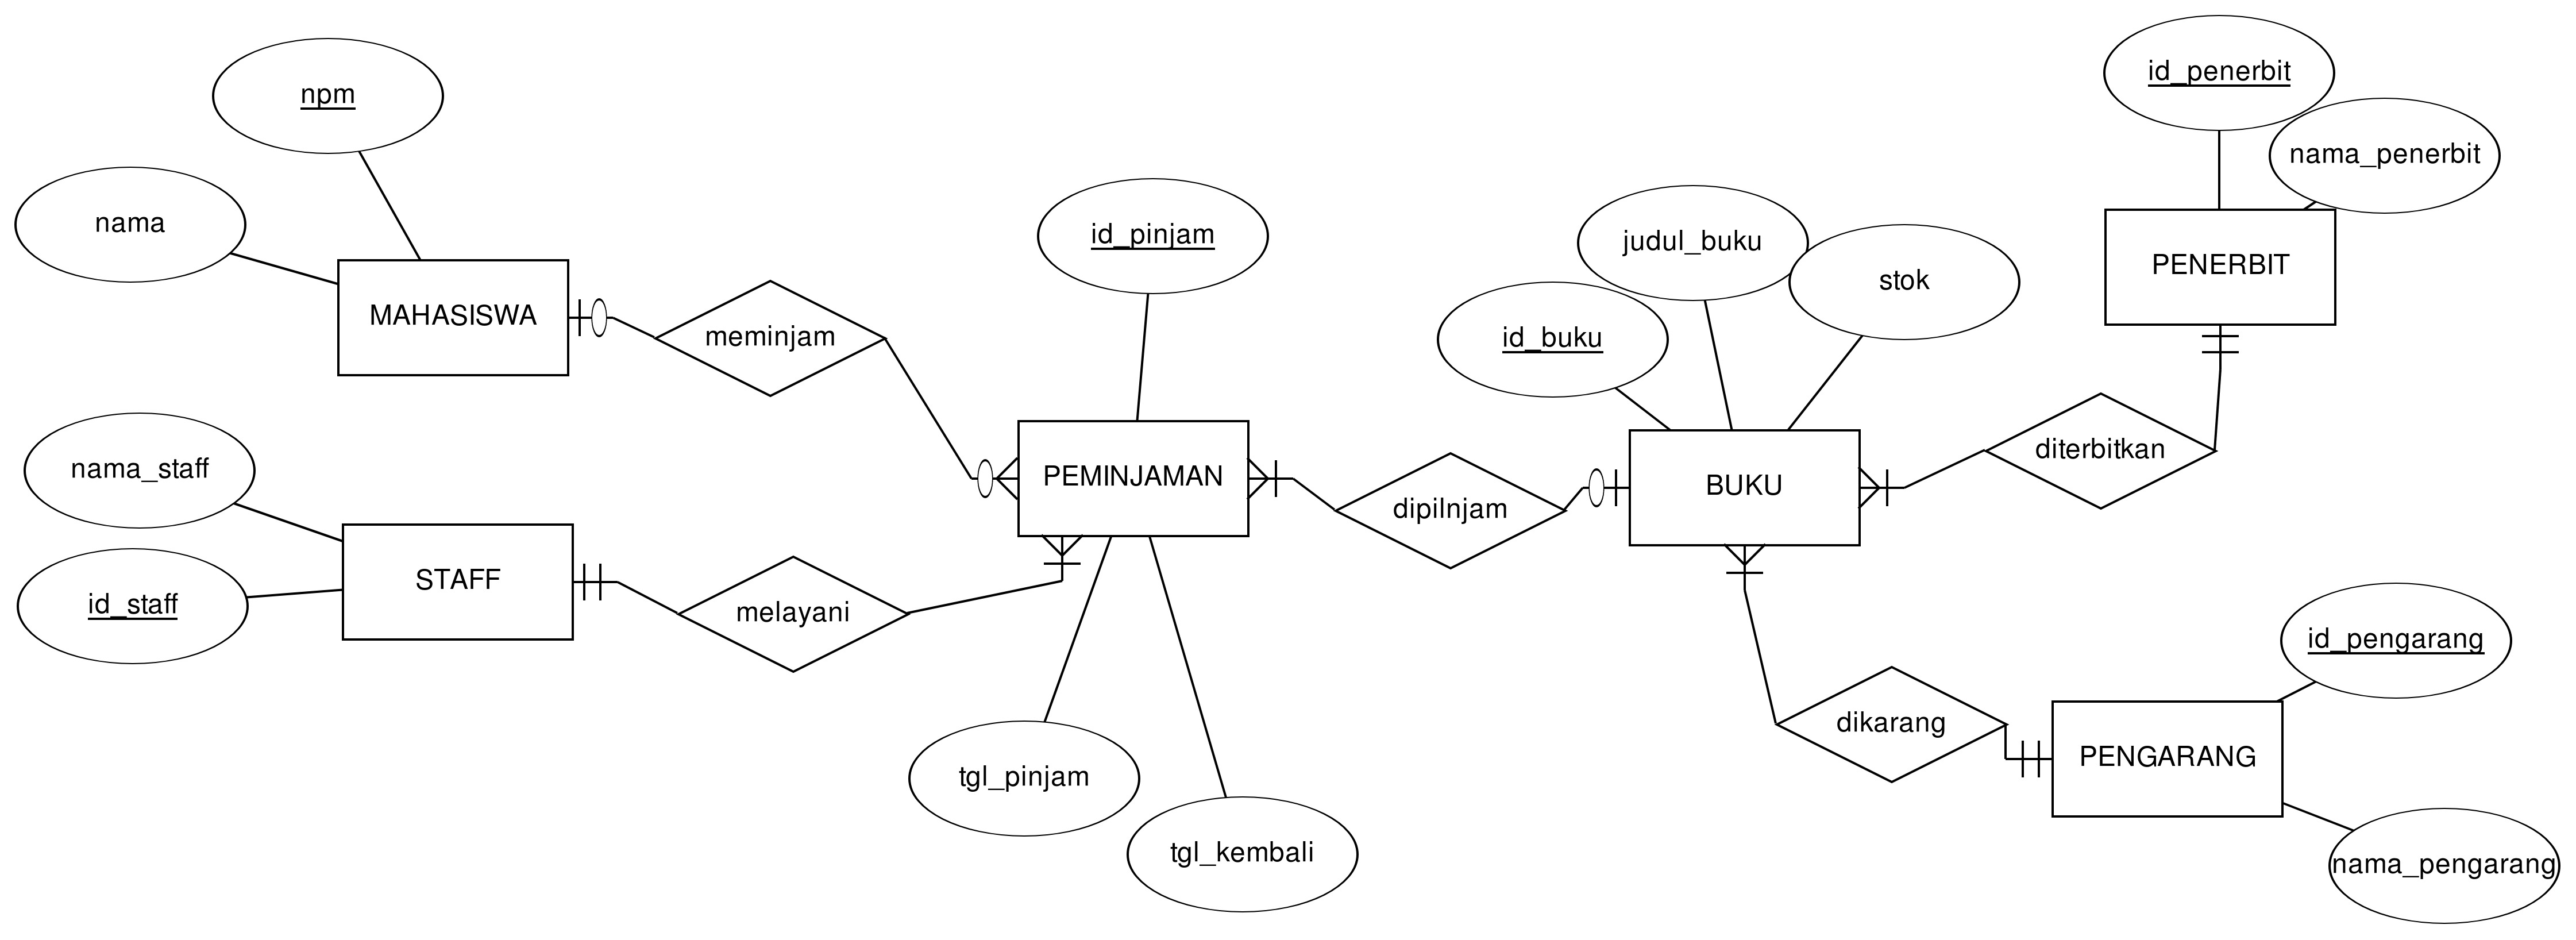 npm
nama
MAHASISWA
meminjam
nama_staff
id_staff
STAFF
melayani
id_pinjam
PEMINJAMAN
tgl_pinjam
tgl_kembali
dipilnjam
id_buku
judul_buku
stok
BUKU
diterbitkan
id_penerbit
nama_penerbit
PENERBIT
dikarang
PENGARANG
id_pengarang
nama_pengarang